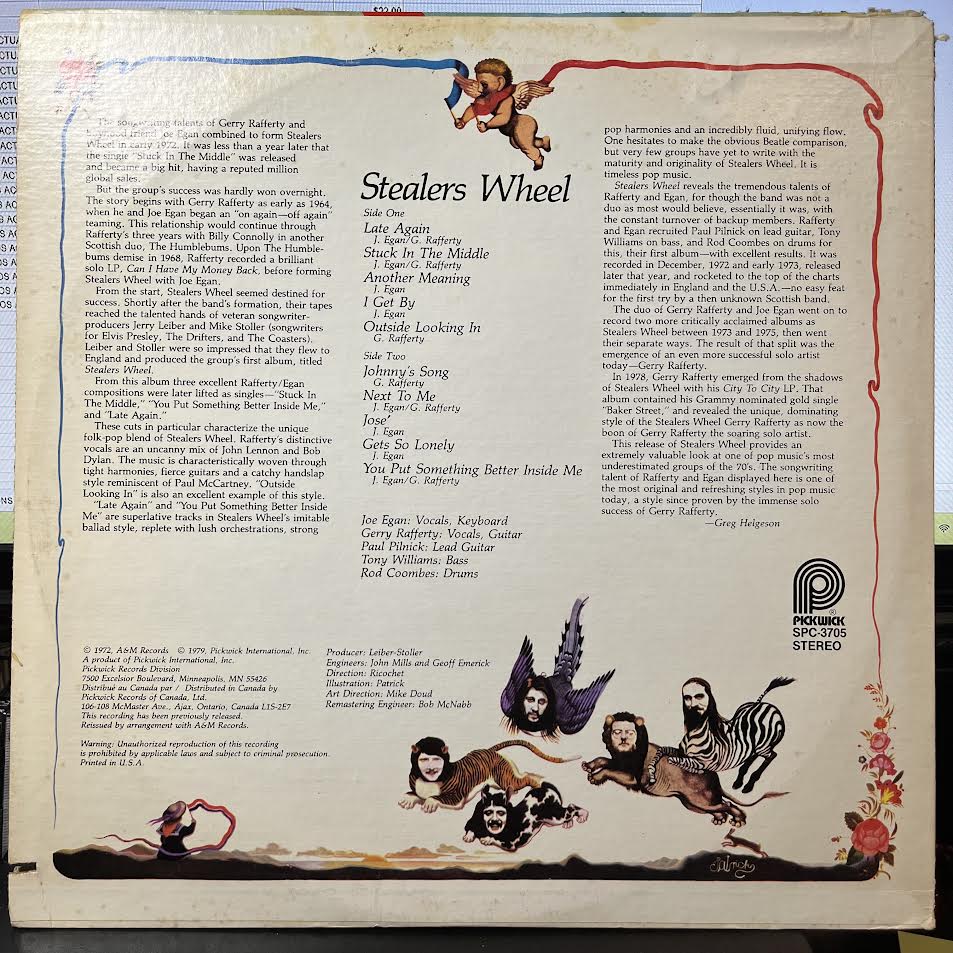 $22.00
The songwriting talents of Gerry Rafferty and
boyhood friend Joe Egan combined to form Stealers
Wheel in early 1972. It was less than a year later that
the single "Stuck In The Middle" was released
and became a big hit, having a reputed million
global sales.
But the group's success was hardly won overnight.
The story begins with Gerry Rafferty as early as 1964,
when he and Joe Egan began an "on again—off again"
teaming. This relationship would continue through
Rafferty's three years with Billy Connolly in another
Scottish duo, The Humblebums. Upon The Humble-
bums demise in 1968, Rafferty recorded a brilliant
solo LP, Can I Have My Money Back, before forming
Stealers Wheel with Joe Egan.
From the start, Stealers Wheel seemed destined for
success. Shortly after the band's formation, their tapes
reached the talented hands of veteran songwriter-
producers Jerry Leiber and Mike Stoller (songwriters
for Elvis Presley, The Drifters, and The Coasters).
Leiber and Stoller were so impressed that they flew to
England and produced the group's first album, titled
Stealers Wheel.
From this album three excellent Rafferty/Egan
compositions were later lifted as singles—"Stuck In
The Middle," "You Put Something Better Inside Me,"
and "Late Again."
These cuts in particular characterize the unique
folk-pop blend of Stealers Wheel. Rafferty's distinctive
vocals are an uncanny mix of John Lennon and Bob
Dylan. The music is characteristically woven through
tight harmonies, fierce guitars and a catchy handslap
style reminiscent of Paul McCartney. "Outside
Looking In" is also an excellent example of this style.
"Late Again" and "You Put Something Better Inside
Me" are superlative tracks in Stealers Wheel's imitable
ballad style, replete with lush orchestrations, strong
Stealers Wheel
Side One
Late Again
J. Egan/G. Rafferty
Stuck In The Middle
J. Egan/G. Rafferty
Another Meaning
J. Egan
I Get By
J. Egan
Outside Looking In
G. Rafferty
Side Two
Johnny's Song
G. Rafferty
Next To Me
J. Egan/G. Rafferty
Jose'
J. Egan
Gets So Lonely
J. Egan
You Put Something Better Inside Me
J. Egan/G. Rafferty
Joe Egan: Vocals, Keyboard
Gerry Rafferty: Vocals, Guitar
Paul Pilnick: Lead Guitar
Tony Williams: Bass
Rod Coombes: Drums
pop harmonies and an incredibly fluid, unifying flow.
One hesitates to make the obvious Beatle comparison,
but very few groups have yet to write with the
maturity and originality of Stealers Wheel. It is
timeless pop music.
Stealers Wheel reveals the tremendous talents of
Rafferty and Egan, for though the band was not a
duo as most would believe, essentially it was, with
the constant turnover of backup members. Rafferty
and Egan recruited Paul Pilnick on lead guitar, Tony
Williams on bass, and Rod Coombes on drums for
this, their first album—with excellent results. It was
recorded in December, 1972 and early 1973, released
later that year, and rocketed to the top of the charts
immediately in England and the U.S.A.—no easy feat
for the first try by a then unknown Scottish band.
The duo of Gerry Rafferty and Joe Egan went on to
record two more critically acclaimed albums as
Stealers Wheel between 1973 and 1975, then went
their separate ways. The result of that split was the
emergence of an even more successful solo artist
today—Gerry Rafferty.
In 1978, Gerry Rafferty emerged from the shadows
of Stealers Wheel with his City To City LP. That
album contained his Grammy nominated gold single
"Baker Street," and revealed the unique, dominating
style of the Stealers Wheel Gerry Rafferty as now the
boon of Gerry Rafferty the soaring solo artist.
This release of Stealers Wheel provides an
extremely valuable look at one of pop music's most
underestimated groups of the 70's. The songwriting
talent of Rafferty and Egan displayed here is one of
the most original and refreshing styles in pop music
today, a style since proven by the immense solo
success of Gerry Rafferty.
—Greg Helgeson
®
PICKWICK
SPC-3705
STEREO
© 1972, A&M Records © 1979, Pickwick International, Inc.
A product of Pickwick International, Inc.
Pickwick Records Division
7500 Excelsior Boulevard, Minneapolis, MN 55426
Distribué au Canada par / Distributed in Canada by
Pickwick Records of Canada, Ltd.
106-108 McMaster Ave., Ajax, Ontario, Canada L1S-2E7
This recording has been previously released.
Reissued by arrangement with A&M Records.
Warning: Unauthorized reproduction of this recording
is prohibited by applicable laws and subject to criminal prosecution.
Printed in U.S.A.
Producer: Leiber-Stoller
Engineers: John Mills and Geoff Emerick
Direction: Ricochet
Illustration: Patrick
Art Direction: Mike Doud
Remastering Engineer: Bob McNabb